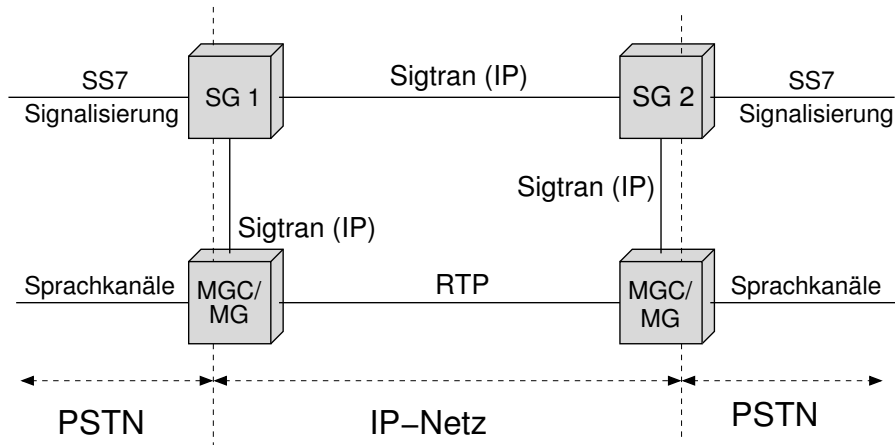 SS7
Signalisierung
SG 1
Sigtran (IP)
SG 2
SS7
Signalisierung
Sigtran (IP)
Sigtran (IP)
Sprachkanäle
MGC/
MG
RTP
MGC/
MG
Sprachkanäle
PSTN
IP–Netz
PSTN